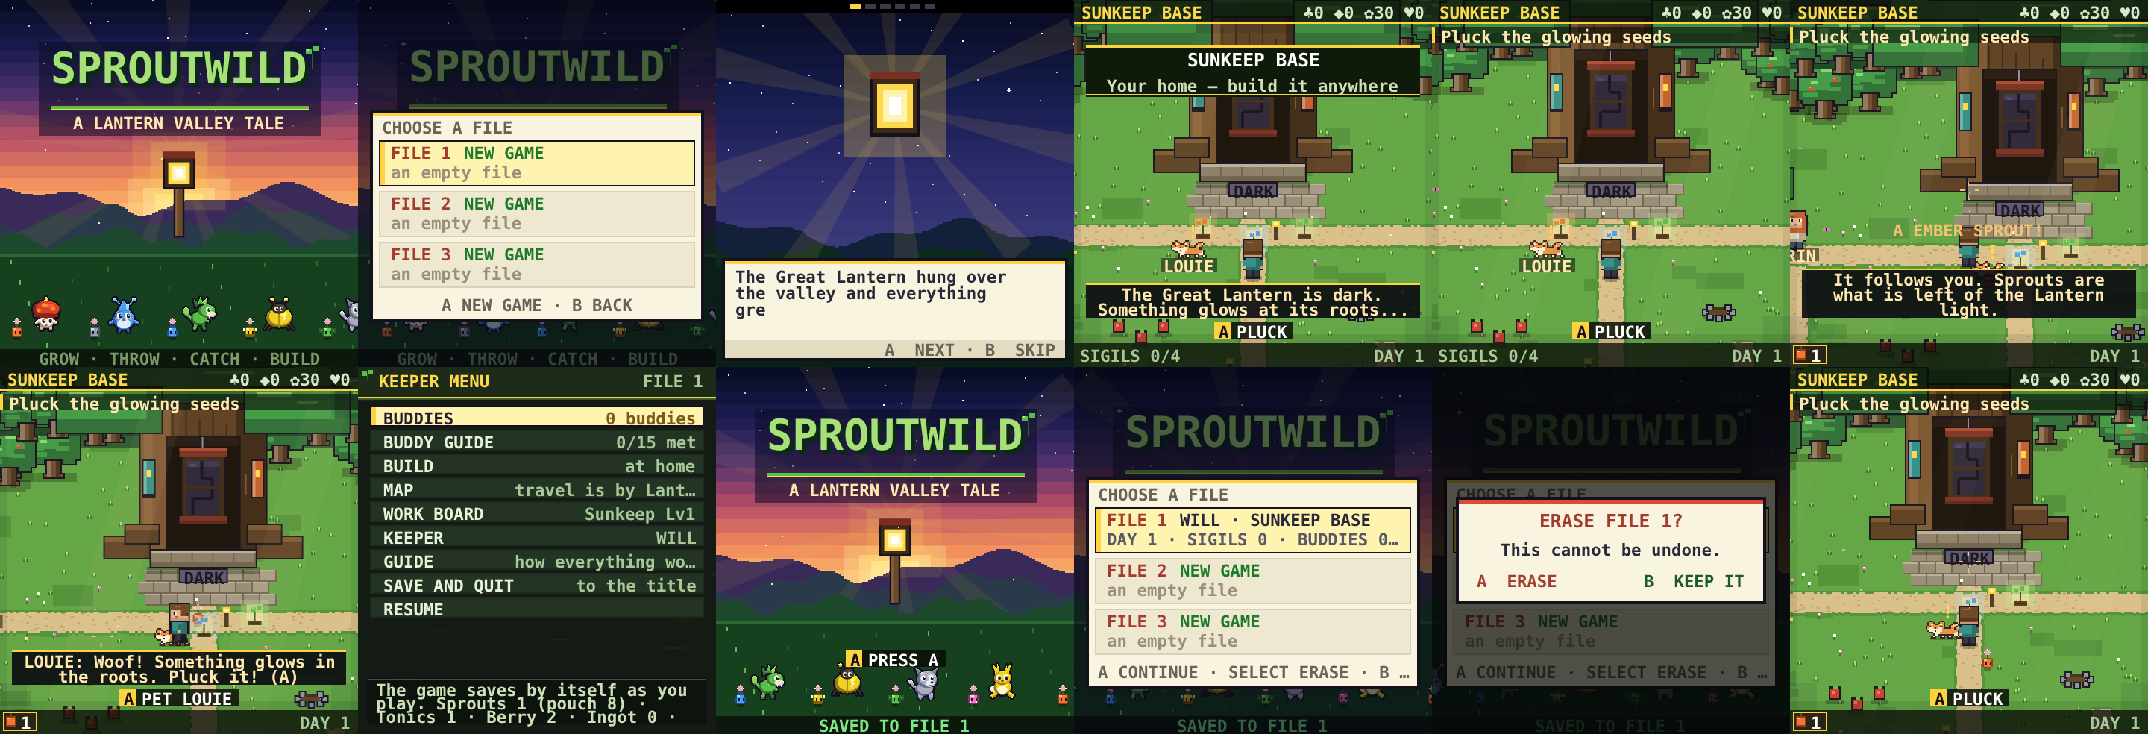 SPROUTWILD
A LANTERN VALLEY TALE
GROW · THROW · CATCH · BUILD
SPROUTWILD
CHOOSE A FILE
FILE 1 NEW GAME
an empty file
FILE 2 NEW GAME
an empty file
FILE 3 NEW GAME
an empty file
A NEW GAME · B BACK
GROW · THROW · CATCH · BUILD
The Great Lantern hung over
the valley and everything
gre
A NEXT · B SKIP
SUNKEEP BASE ♣0 ◆0 ✿30 ♥0
SUNKEEP BASE
Your home — build it anywhere
DARK
LOUIE
The Great Lantern is dark.
Something glows at its roots...
A PLUCK
SIGILS 0/4 DAY 1
SUNKEEP BASE ♣0 ◆0 ✿30 ♥0
Pluck the glowing seeds
DARK
LOUIE
A PLUCK
SIGILS 0/4 DAY 1
SUNKEEP BASE ♣0 ◆0 ✿30 ♥0
Pluck the glowing seeds
DARK
A EMBER SPROUT!
RIN
It follows you. Sprouts are
what is left of the Lantern
light.
1 DAY 1
SUNKEEP BASE ♣0 ◆0 ✿30 ♥0
Pluck the glowing seeds
DARK
LOUIE: Woof! Something glows in
the roots. Pluck it! (A)
A PET LOUIE
1 DAY 1
KEEPER MENU FILE 1
BUDDIES 0 buddies
BUDDY GUIDE 0/15 met
BUILD at home
MAP travel is by Lant…
WORK BOARD Sunkeep Lv1
KEEPER WILL
GUIDE how everything wo…
SAVE AND QUIT to the title
RESUME
The game saves by itself as you
play. Sprouts 1 (pouch 8) ·
Tonics 1 · Berry 2 · Ingot 0 ·
SPROUTWILD
A LANTERN VALLEY TALE
A PRESS A
SAVED TO FILE 1
SPROUTWILD
CHOOSE A FILE
FILE 1 WILL · SUNKEEP BASE
DAY 1 · SIGILS 0 · BUDDIES 0…
FILE 2 NEW GAME
an empty file
FILE 3 NEW GAME
an empty file
A CONTINUE · SELECT ERASE · B …
SAVED TO FILE 1
SPROUTWILD
CHOOSE A FILE
ERASE FILE 1?
This cannot be undone.
A ERASE B KEEP IT
FILE 3 NEW GAME
an empty file
A CONTINUE · SELECT ERASE · B …
SAVED TO FILE 1
SUNKEEP BASE ♣0 ◆0 ✿30 ♥0
Pluck the glowing seeds
DARK
A PLUCK
1 DAY 1